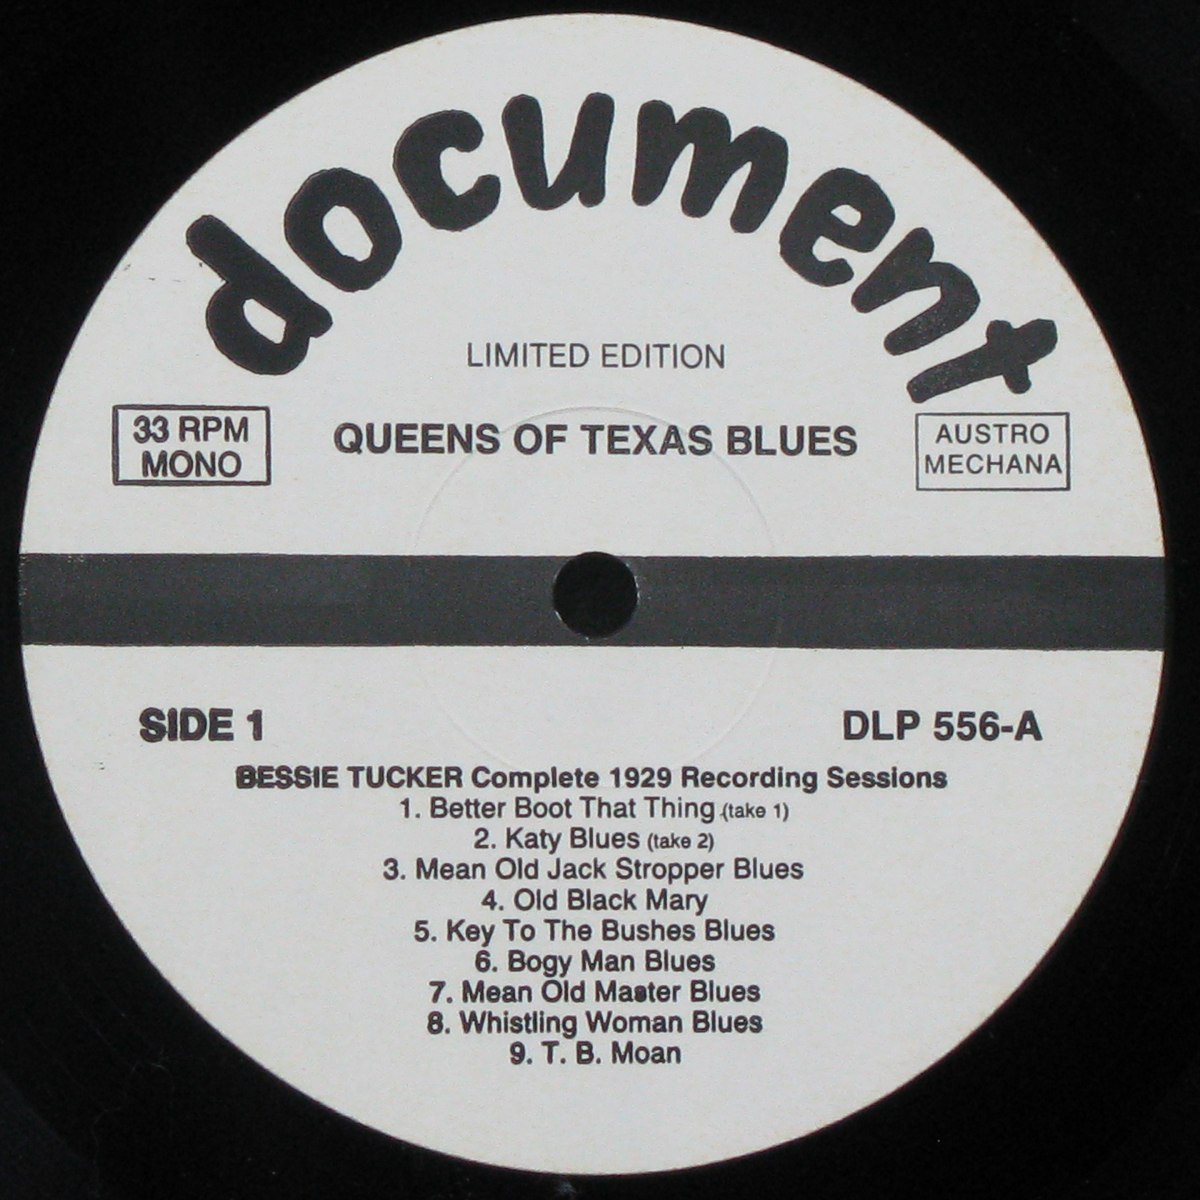 document
LIMITED EDITION
33 RPM
MONO
QUEENS OF TEXAS BLUES
AUSTRO
MECHANA
SIDE 1
DLP 556-A
BESSIE TUCKER Complete 1929 Recording Sessions
1. Better Boot That Thing (take 1)
2. Katy Blues (take 2)
3. Mean Old Jack Stropper Blues
4. Old Black Mary
5. Key To The Bushes Blues
6. Bogy Man Blues
7. Mean Old Master Blues
8. Whistling Woman Blues
9. T. B. Moan